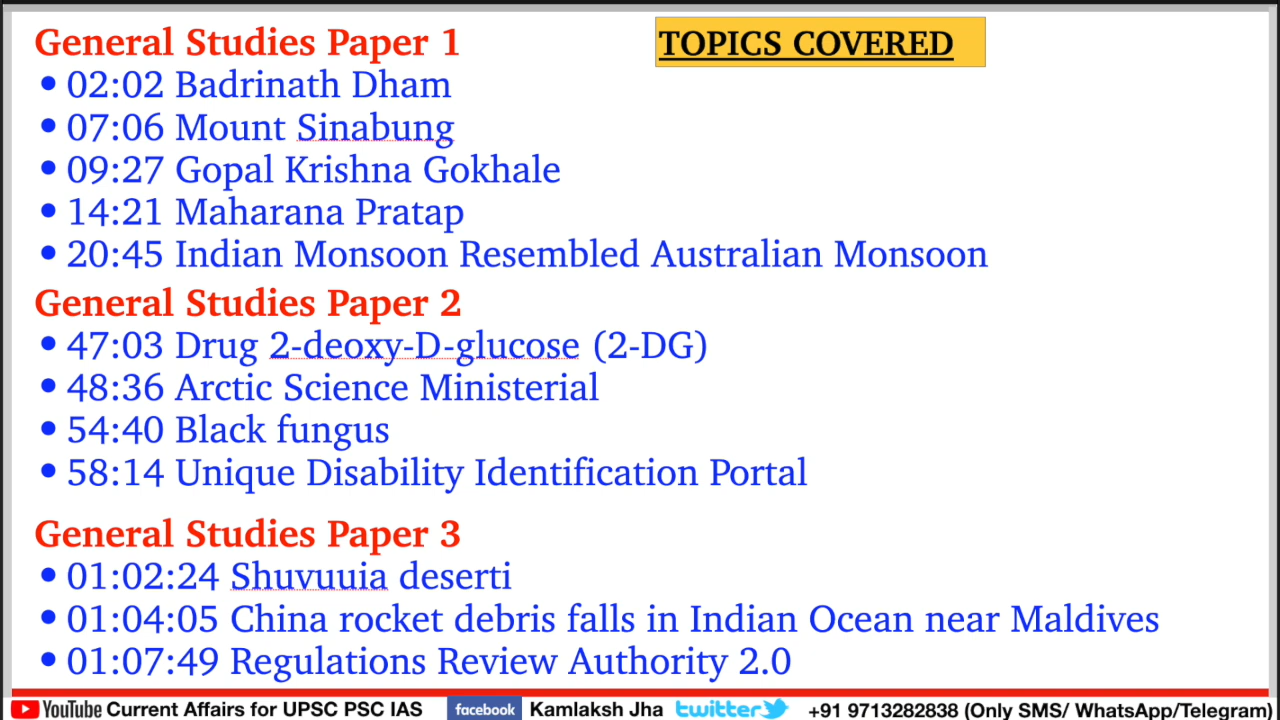 General Studies Paper 1
TOPICS COVERED
• 02:02 Badrinath Dham
• 07:06 Mount Sinabung
• 09:27 Gopal Krishna Gokhale
• 14:21 Maharana Pratap
• 20:45 Indian Monsoon Resembled Australian Monsoon
General Studies Paper 2
• 47:03 Drug 2-deoxy-D-glucose (2-DG)
• 48:36 Arctic Science Ministerial
• 54:40 Black fungus
• 58:14 Unique Disability Identification Portal
General Studies Paper 3
• 01:02:24 Shuvuuia deserti
• 01:04:05 China rocket debris falls in Indian Ocean near Maldives
• 01:07:49 Regulations Review Authority 2.0
YouTube Current Affairs for UPSC PSC IAS facebook Kamlaksh Jha twitter +91 9713282838 (Only SMS/ WhatsApp/Telegram)